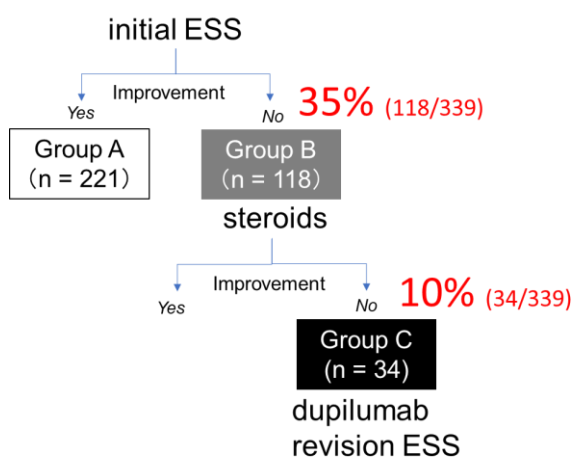 initial ESS
Improvement
Yes
No
35% (118/339)
Group A
(n = 221)
Group B
(n = 118)
steroids
Improvement
Yes
No
10% (34/339)
Group C
(n = 34)
dupilumab
revision ESS